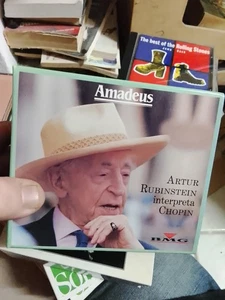 The best of the Rolling Stones
Amadeus
ARTUR
RUBINSTEIN
interpreta
CHOPIN
BMG